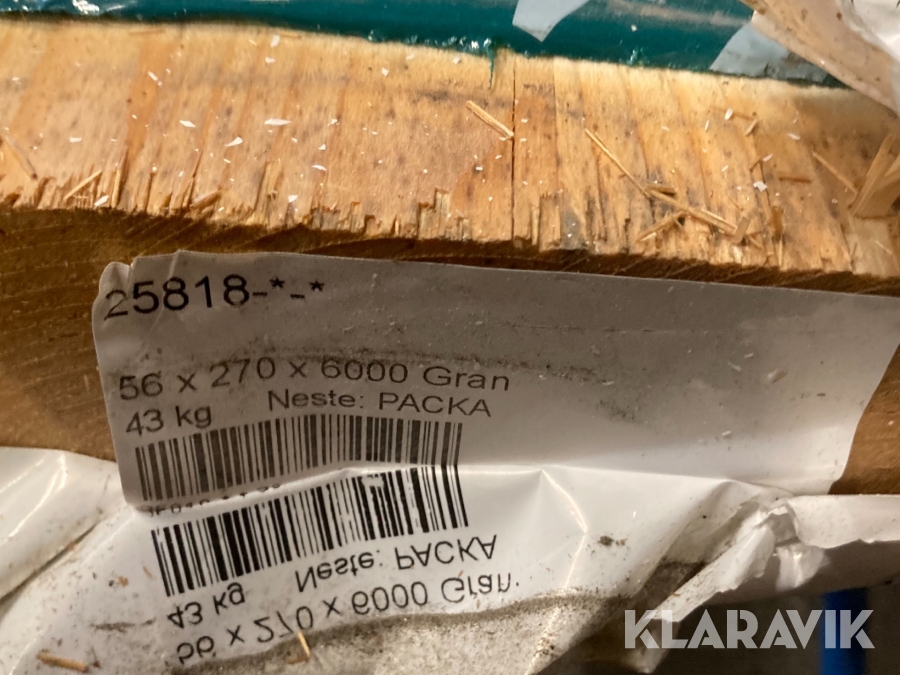 25818-*-*
56 x 270 x 6000 Gran
43 kg Neste: PACKA
43 kg Neste: PACKA
56 x 270 x 6000 Gran
KLARAVIK